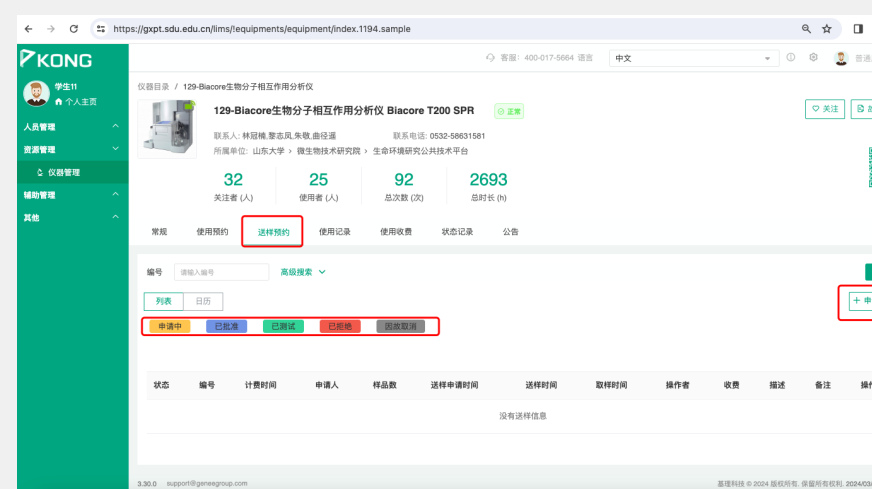 https://gxpt.sdu.edu.cn/lims/!equipments/equipment/index.1194.sample
KONG
客服: 400-017-5664 语言 中文 普通
学生11
个人主页
人员管理
资源管理
仪器管理
辅助管理
其他
仪器目录 / 129-Biacore生物分子相互作用分析仪
129-Biacore生物分子相互作用分析仪 Biacore T200 SPR 正常
关注
联系人: 林冠楠,黎志凤,朱敬,曲径遥 联系电话: 0532-58631581
所属单位: 山东大学 > 微生物技术研究院 > 生命环境研究公共技术平台
32 25 92 2693
关注者 (人) 使用者 (人) 总次数 (次) 总时长 (h)
常规 使用预约 送样预约 使用记录 使用收费 状态记录 公告
编号 请输入编号 高级搜索
列表 日历
+ 申
申请中 已批准 已测试 已拒绝 因故取消
状态 编号 计费时间 申请人 样品数 送样申请时间 送样时间 取样时间 操作者 收费 描述 备注 操作
没有送样信息
3.30.0 support@geneegroup.com 基理科技 © 2024 版权所有. 保留所有权利. 2024/03/